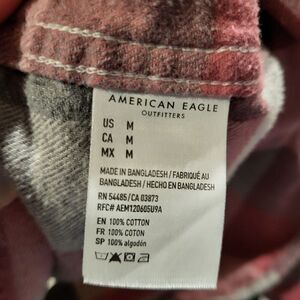 AMERICAN EAGLE
OUTFITTERS
US M
CA M
MX M
MADE IN BANGLADESH / FABRIQUÉ AU
BANGLADESH / HECHO EN BANGLADESH
RN 54485 / CA 03873
RFC# AEM120605U9A
EN 100% COTTON
FR 100% COTON
SP 100% algodón